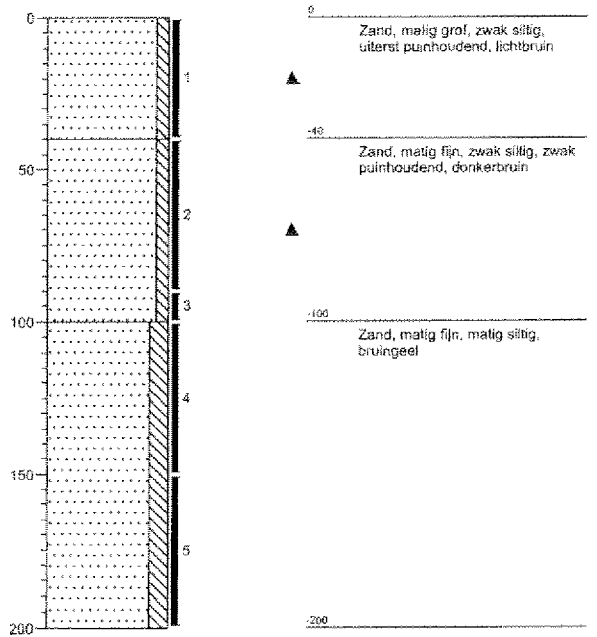 0
50
100
150
200
1
2
3
4
5
0
Zand, matig grof, zwak siltig,
uiterst puinhoudend, lichtbruin
-40
Zand, matig fijn, zwak siltig, zwak
puinhoudend, donkerbruin
-100
Zand, matig fijn, matig siltig,
bruingeel
-200